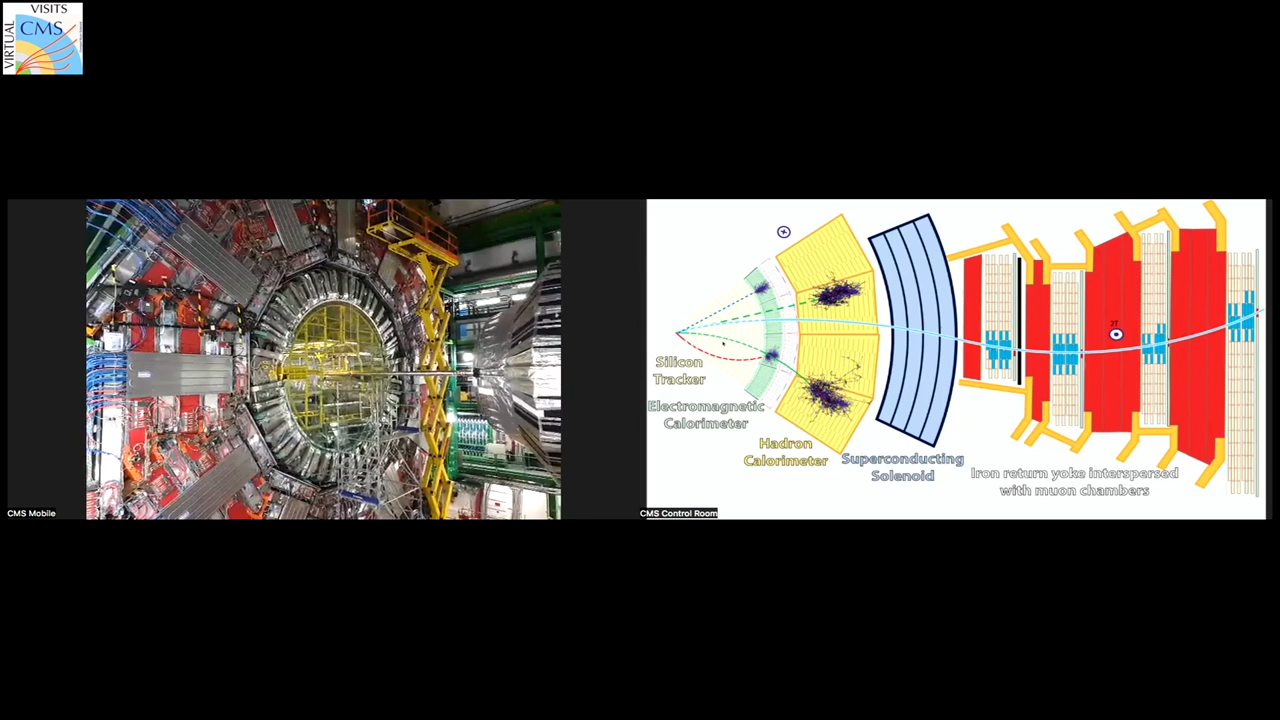 VISITS
VIRTUAL
CMS
Silicon
Tracker
Electromagnetic
Calorimeter
Hadron
Calorimeter
Superconducting
Solenoid
3T
Iron return yoke interspersed
with muon chambers
CMS Mobile
CMS Control Room